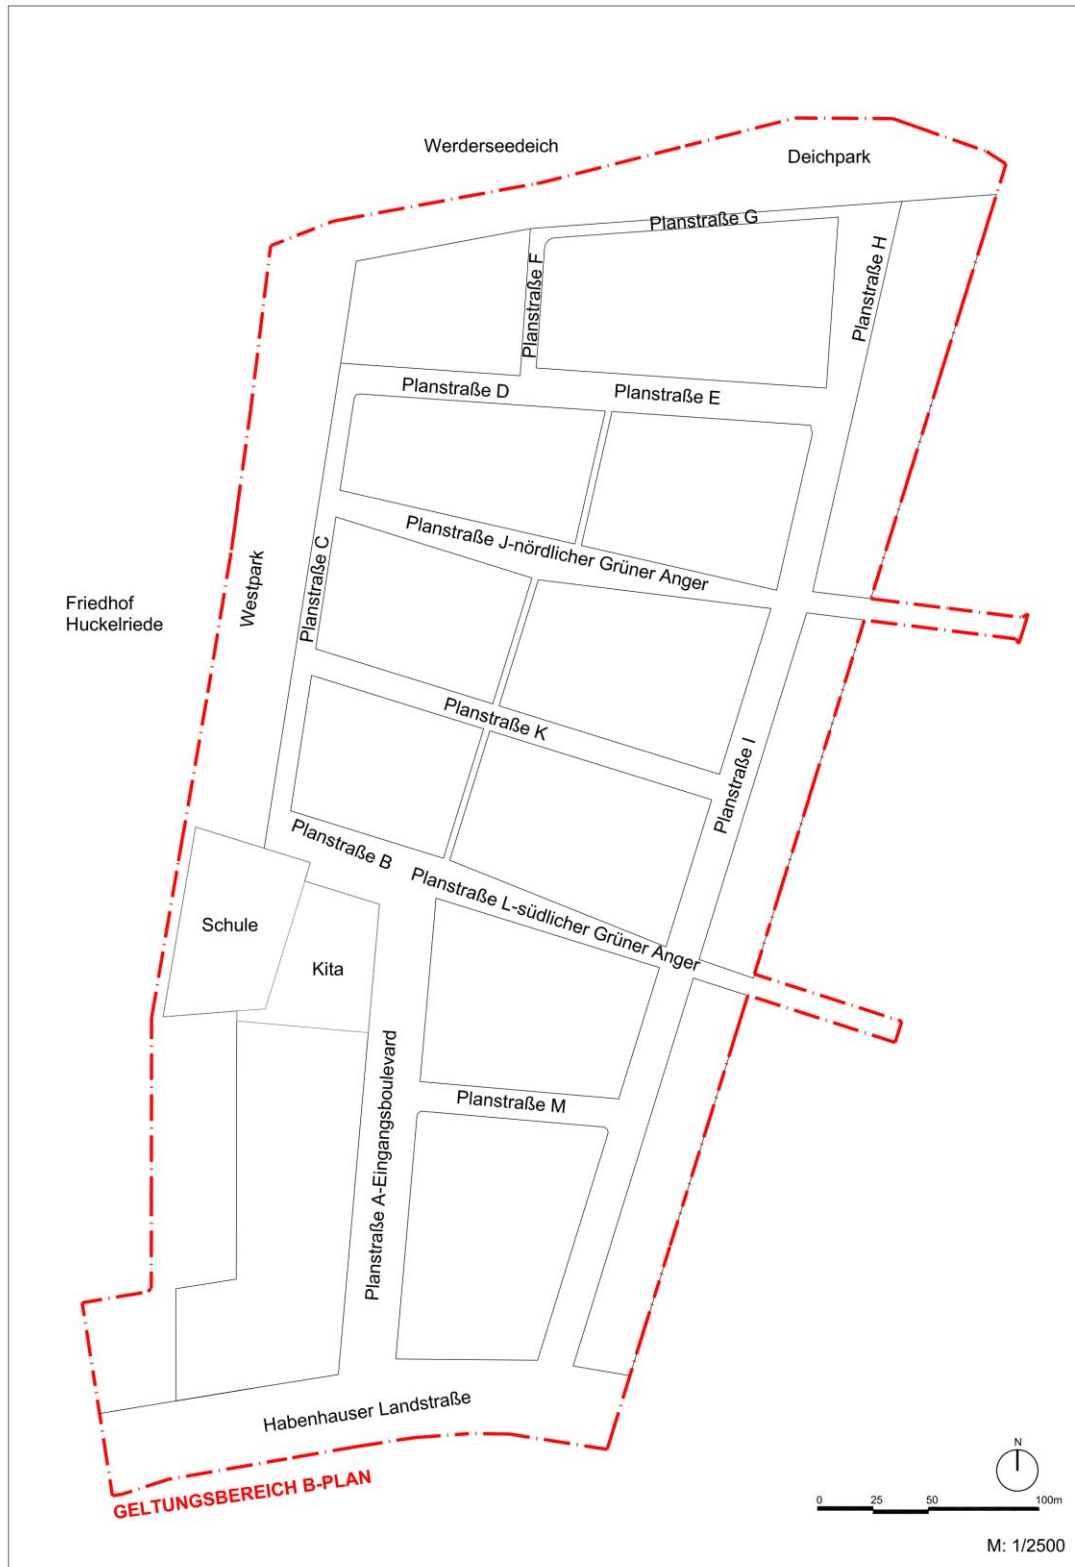 Werderseedeich
Deichpark
Planstraße G
Planstraße H
Planstraße F
Planstraße D
Planstraße E
Planstraße J-nördlicher Grüner Anger
Planstraße C
Westpark
Friedhof
Huckelriede
Planstraße K
Planstraße I
Planstraße B
Planstraße L-südlicher Grüner Anger
Schule
Kita
Planstraße A-Eingangsboulevard
Planstraße M
Habenhauser Landstraße
GELTUNGSBEREICH B-PLAN
N
0 25 50 100m
M: 1/2500